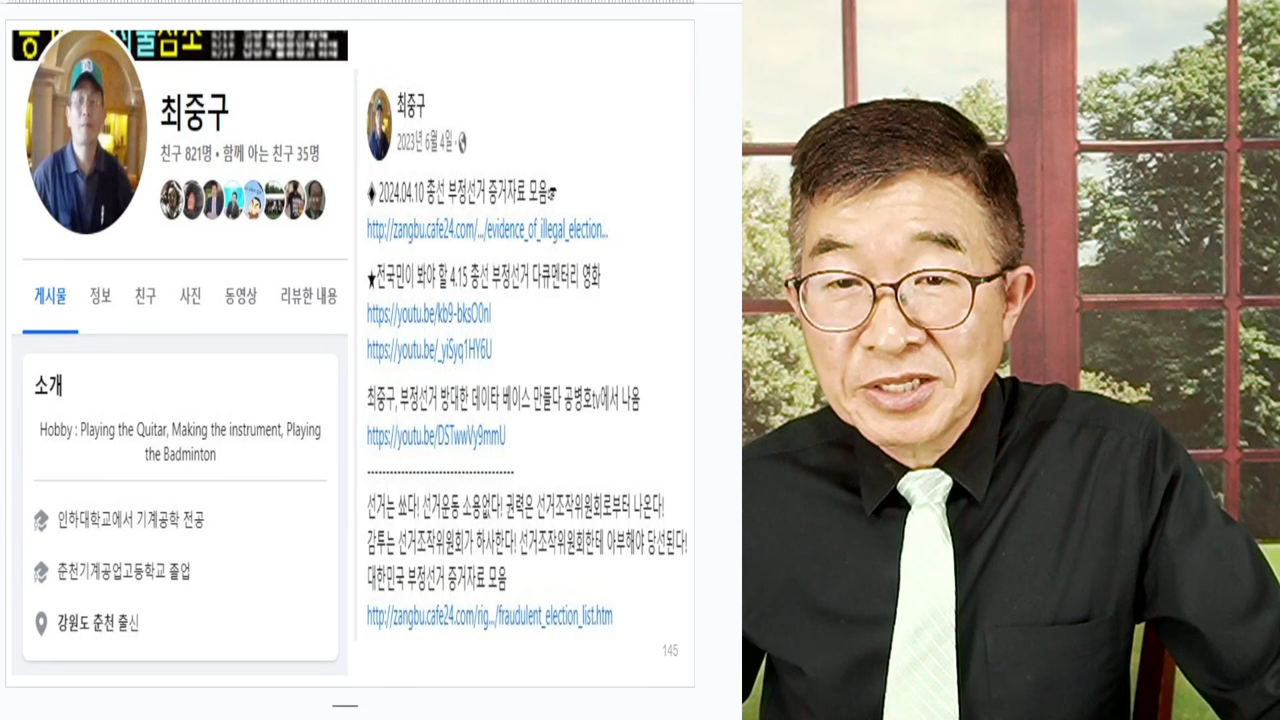 최중구
친구 821명 • 함께 아는 친구 35명
게시물 정보 친구 사진 동영상 리뷰한 내용
소개
Hobby : Playing the Quitar, Making the instrument, Playing
the Badminton
인하대학교에서 기계공학 전공
춘천기계공업고등학교 졸업
강원도 춘천 출신
최중구
2023년 6월 4일 ·
♦ 2024.04.10 총선 부정선거 증거자료 모음
http://zangbu.cafe24.com/.../evidence_of_illegal_election...
★전국민이 봐야 할 4.15 총선 부정선거 다큐멘터리 영화
https://youtu.be/kb9-bksO0nI
https://youtu.be/_yiSyq1HY6U
최중구, 부정선거 방대한 데이타 베이스 만들다 공병호tv에서 나옴
https://youtu.be/DSTwwVy9mmU
---------------------------------------
선거는 쑈다! 선거운동 소용없다! 권력은 선거조작위원회로부터 나온다!
감투는 선거조작위원회가 하사한다! 선거조작위원회한테 아부해야 당선된다!
대한민국 부정선거 증거자료 모음
http://zangbu.cafe24.com/rig.../fraudulent_election_list.htm
145